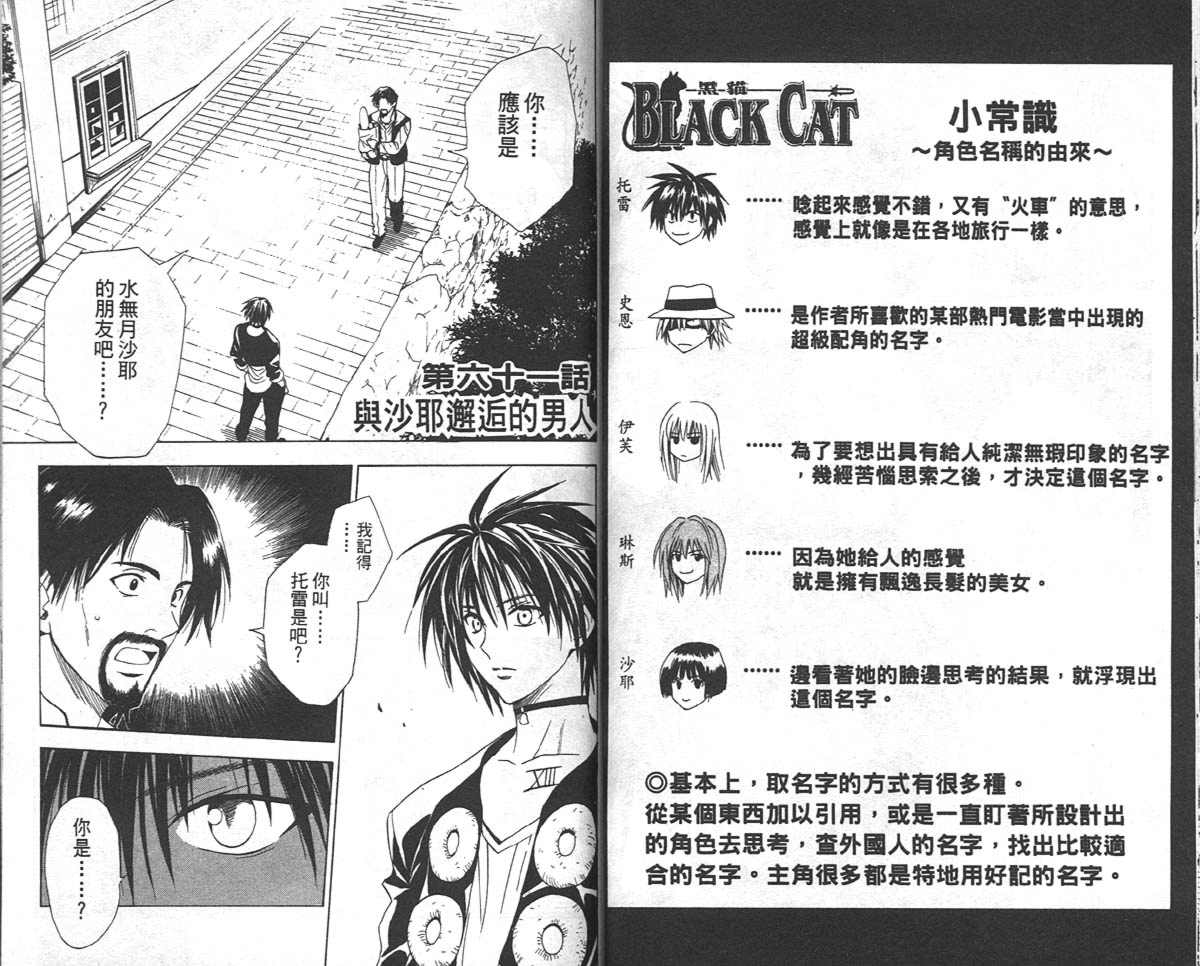 黑貓
BLACK CAT
小常識
～角色名稱的由來～
托雷
……唸起來感覺不錯，又有〝火車〞的意思，
感覺上就像是在各地旅行一樣。
史恩
……是作者所喜歡的某部熱門電影當中出現的
超級配角的名字。
伊芙
……為了要想出具有給人純潔無瑕印象的名字
，幾經苦惱思索之後，才決定這個名字。
琳斯
……因為她給人的感覺
就是擁有飄逸長髮的美女。
沙耶
……邊看著她的臉邊思考的結果，就浮現出
這個名字。
◎基本上，取名字的方式有很多種。
從某個東西加以引用，或是一直盯著所設計出
的角色去思考，查外國人的名字，找出比較適
合的名字。主角很多都是特地用好記的名字。
你……
應該是
水無月沙耶
的朋友吧……？
第六十一話
與沙耶邂逅的男人
我記得
……
你叫……
托雷是吧？
XIII
你是……？